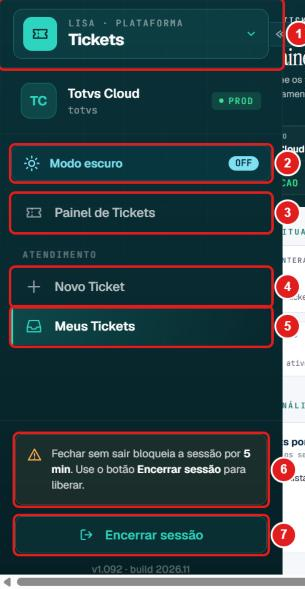 LISA · PLATAFORMA
Tickets
1
TC
Totvs Cloud
totvs
PROD
Modo escuro
OFF
2
Painel de Tickets
3
ATENDIMENTO
Novo Ticket
4
Meus Tickets
5
Fechar sem sair bloqueia a sessão por 5
min. Use o botão Encerrar sessão para
liberar.
6
Encerrar sessão
7
v1.092 · build 2026.11